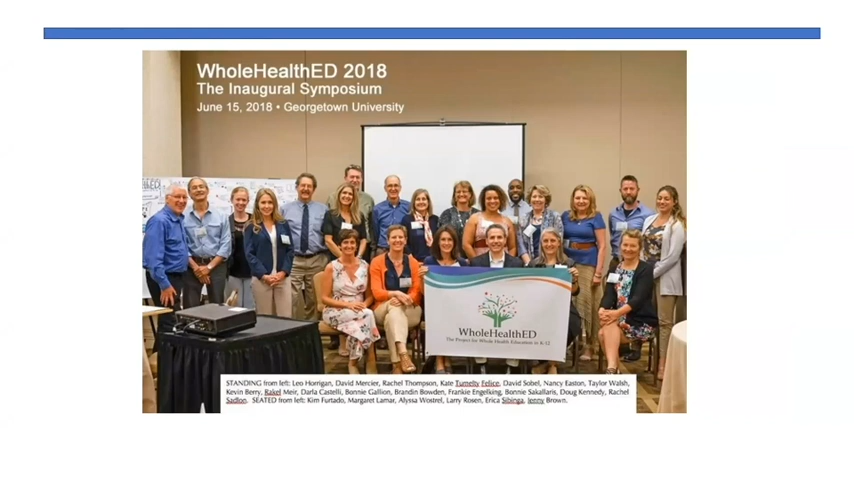 WholeHealthED 2018
The Inaugural Symposium
June 15, 2018 • Georgetown University
WholeHealthED
The Project for Whole Health Education in K-12
STANDING from left: Leo Horrigan, David Mercier, Rachel Thompson, Kate Tumelty Felice, David Sobel, Nancy Easton, Taylor Walsh,
Kevin Berry, Rakel Meir, Darla Castelli, Bonnie Gallion, Brandin Bowden, Frankie Engelking, Bonnie Sakallaris, Doug Kennedy, Rachel
Sadlon. SEATED from left: Kim Furtado, Margaret Lamar, Alyssa Wostrel, Larry Rosen, Erica Sibinga, Jenny Brown.